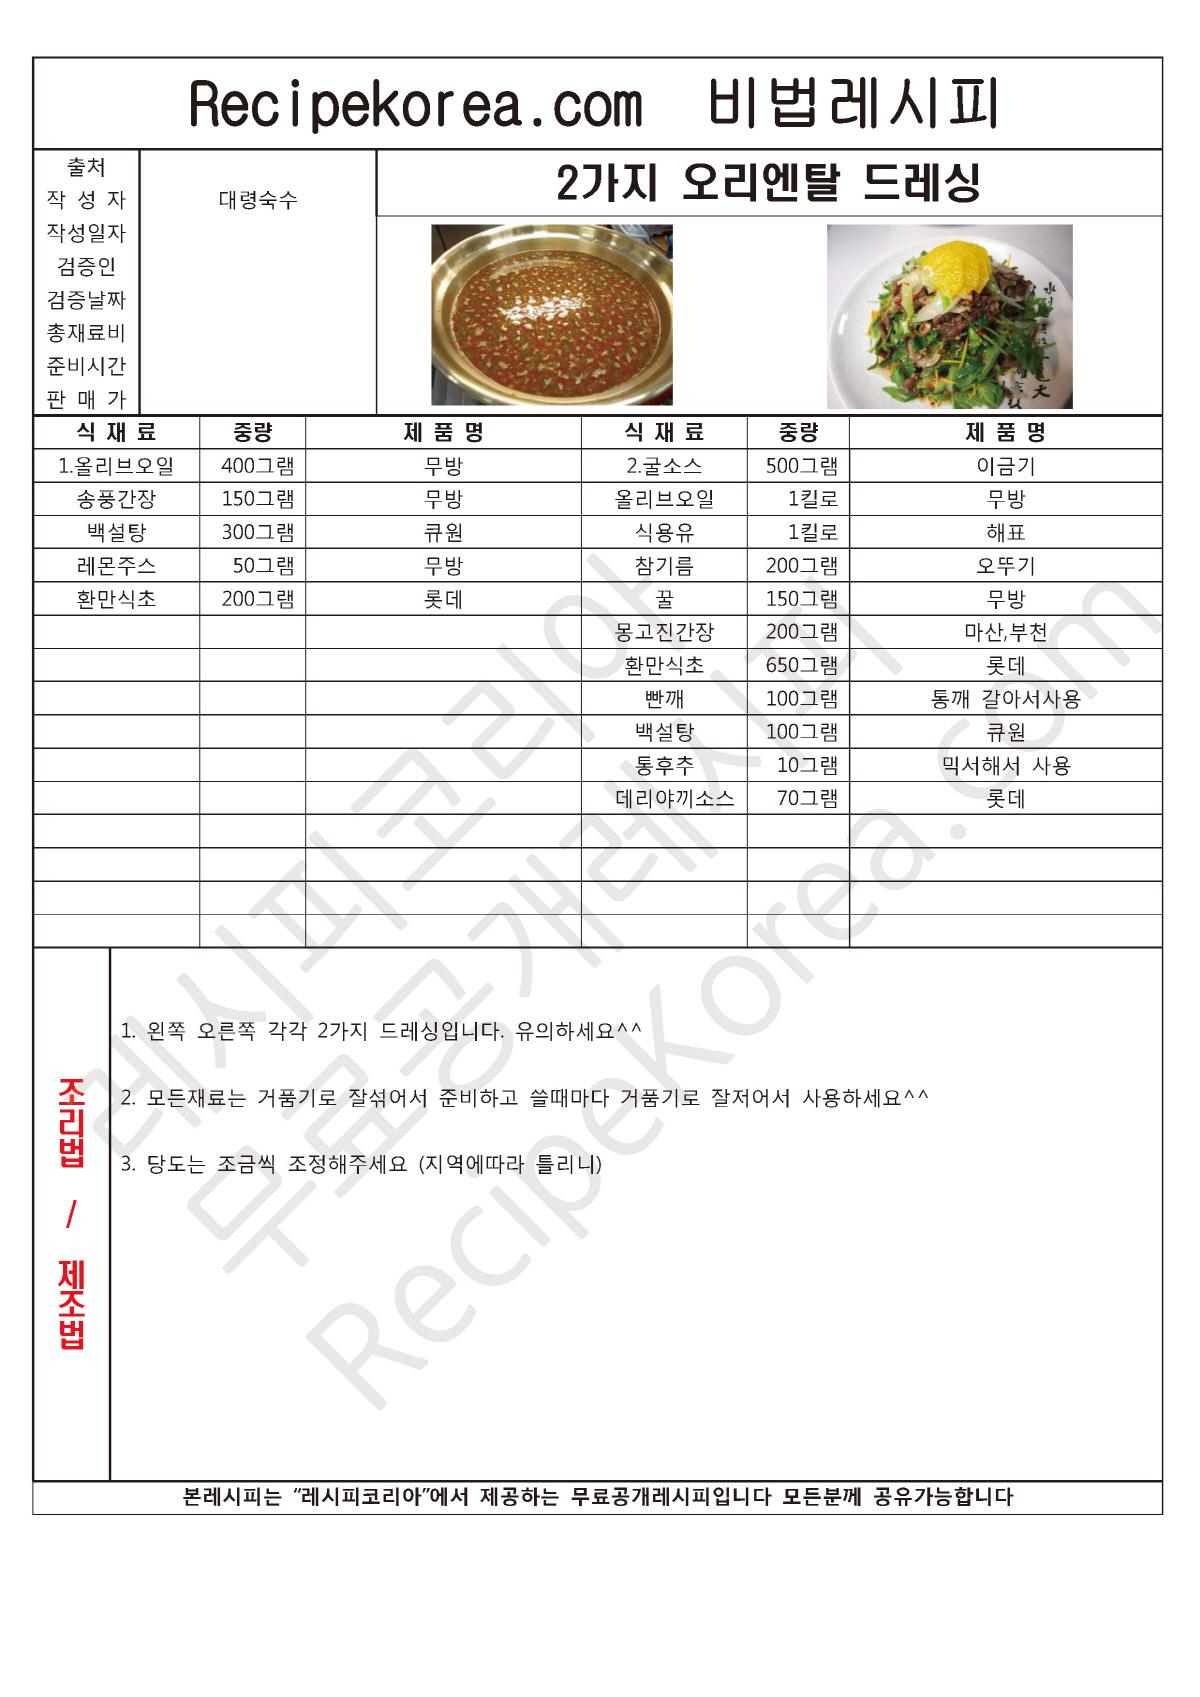 Recipekorea.com 비법레시피
출처
작 성 자 대령숙수
작성일자
검증인
검증날짜
총재료비
준비시간
판 매 가
2가지 오리엔탈 드레싱
식 재 료 중량 제 품 명 식 재 료 중량 제 품 명
1.올리브오일 400그램 무방 2.굴소스 500그램 이금기
송풍간장 150그램 무방 올리브오일 1킬로 무방
백설탕 300그램 큐원 식용유 1킬로 해표
레몬주스 50그램 무방 참기름 200그램 오뚜기
환만식초 200그램 롯데 꿀 150그램 무방
몽고진간장 200그램 마산,부천
환만식초 650그램 롯데
빤깨 100그램 통깨 갈아서사용
백설탕 100그램 큐원
통후추 10그램 믹서해서 사용
데리야끼소스 70그램 롯데
조리법 / 제조법
1. 왼쪽 오른쪽 각각 2가지 드레싱입니다. 유의하세요^^
2. 모든재료는 거품기로 잘섞어서 준비하고 쓸때마다 거품기로 잘저어서 사용하세요^^
3. 당도는 조금씩 조정해주세요 (지역에따라 틀리니)
레시피코리아
무료공개레시피
RecipeKorea.com
본레시피는 “레시피코리아”에서 제공하는 무료공개레시피입니다 모든분께 공유가능합니다